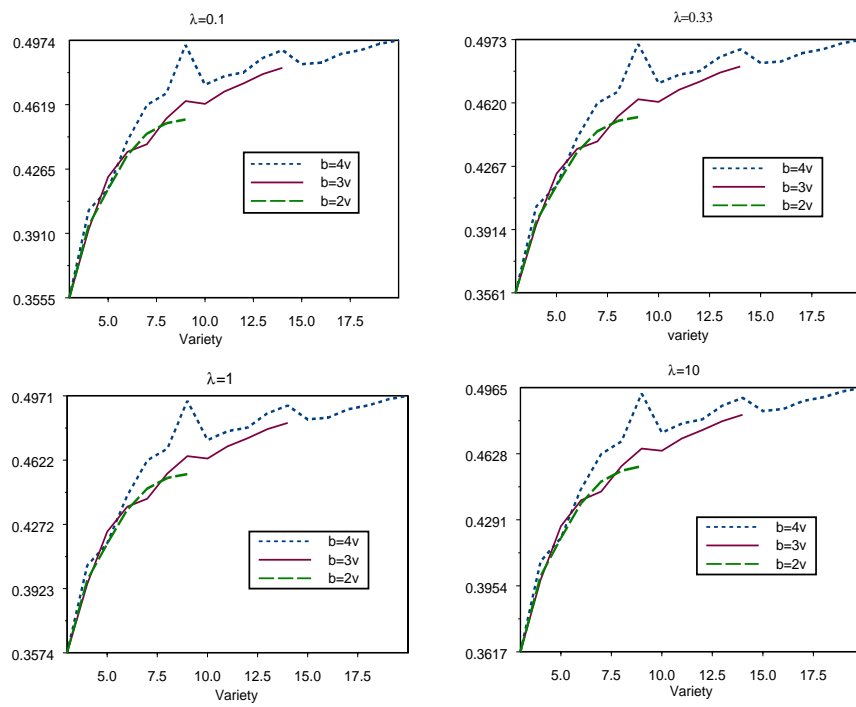 λ=0.1
0.4974
0.4619
0.4265
0.3910
0.3555
b=4v
b=3v
b=2v
5.0 7.5 10.0 12.5 15.0 17.5
Variety
λ=0.33
0.4973
0.4620
0.4267
0.3914
0.3561
b=4v
b=3v
b=2v
5.0 7.5 10.0 12.5 15.0 17.5
variety
λ=1
0.4971
0.4622
0.4272
0.3923
0.3574
b=4v
b=3v
b=2v
5.0 7.5 10.0 12.5 15.0 17.5
Variety
λ=10
0.4965
0.4628
0.4291
0.3954
0.3617
b=4v
b=3v
b=2v
5.0 7.5 10.0 12.5 15.0 17.5
Variety